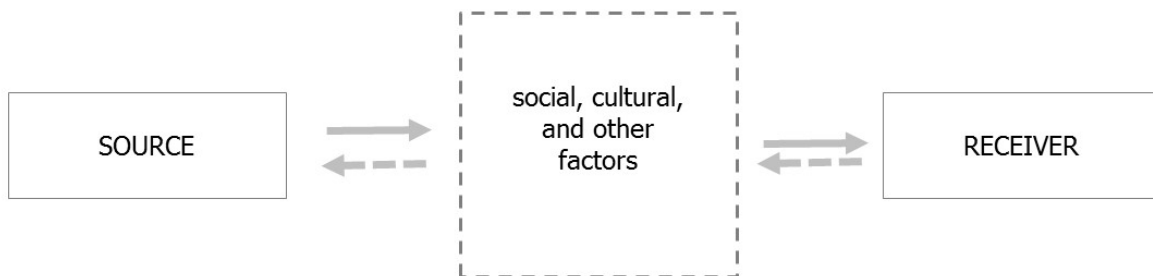 SOURCE
social, cultural,
and other
factors
RECEIVER